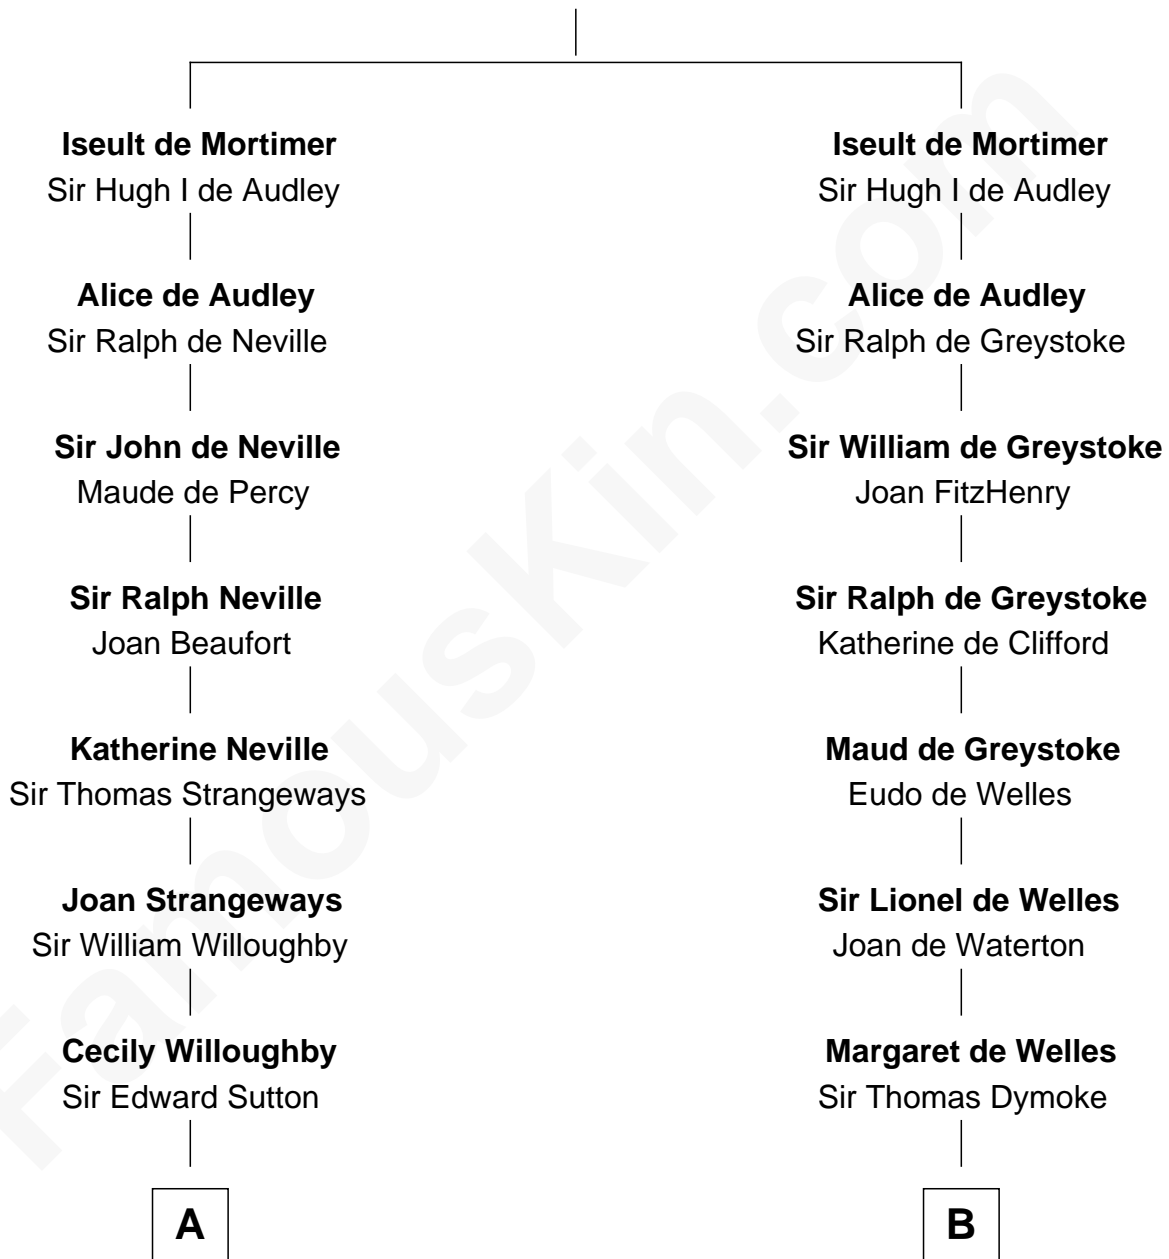 Iseult de Mortimer
Sir Hugh I de Audley
Alice de Audley
Sir Ralph de Neville
Sir John de Neville
Maude de Percy
Sir Ralph Neville
Joan Beaufort
Katherine Neville
Sir Thomas Strangeways
Joan Strangeways
Sir William Willoughby
Cecily Willoughby
Sir Edward Sutton
A
Iseult de Mortimer
Sir Hugh I de Audley
Alice de Audley
Sir Ralph de Greystoke
Sir William de Greystoke
Joan FitzHenry
Sir Ralph de Greystoke
Katherine de Clifford
Maud de Greystoke
Eudo de Welles
Sir Lionel de Welles
Joan de Waterton
Margaret de Welles
Sir Thomas Dymoke
B
FamousKin.com